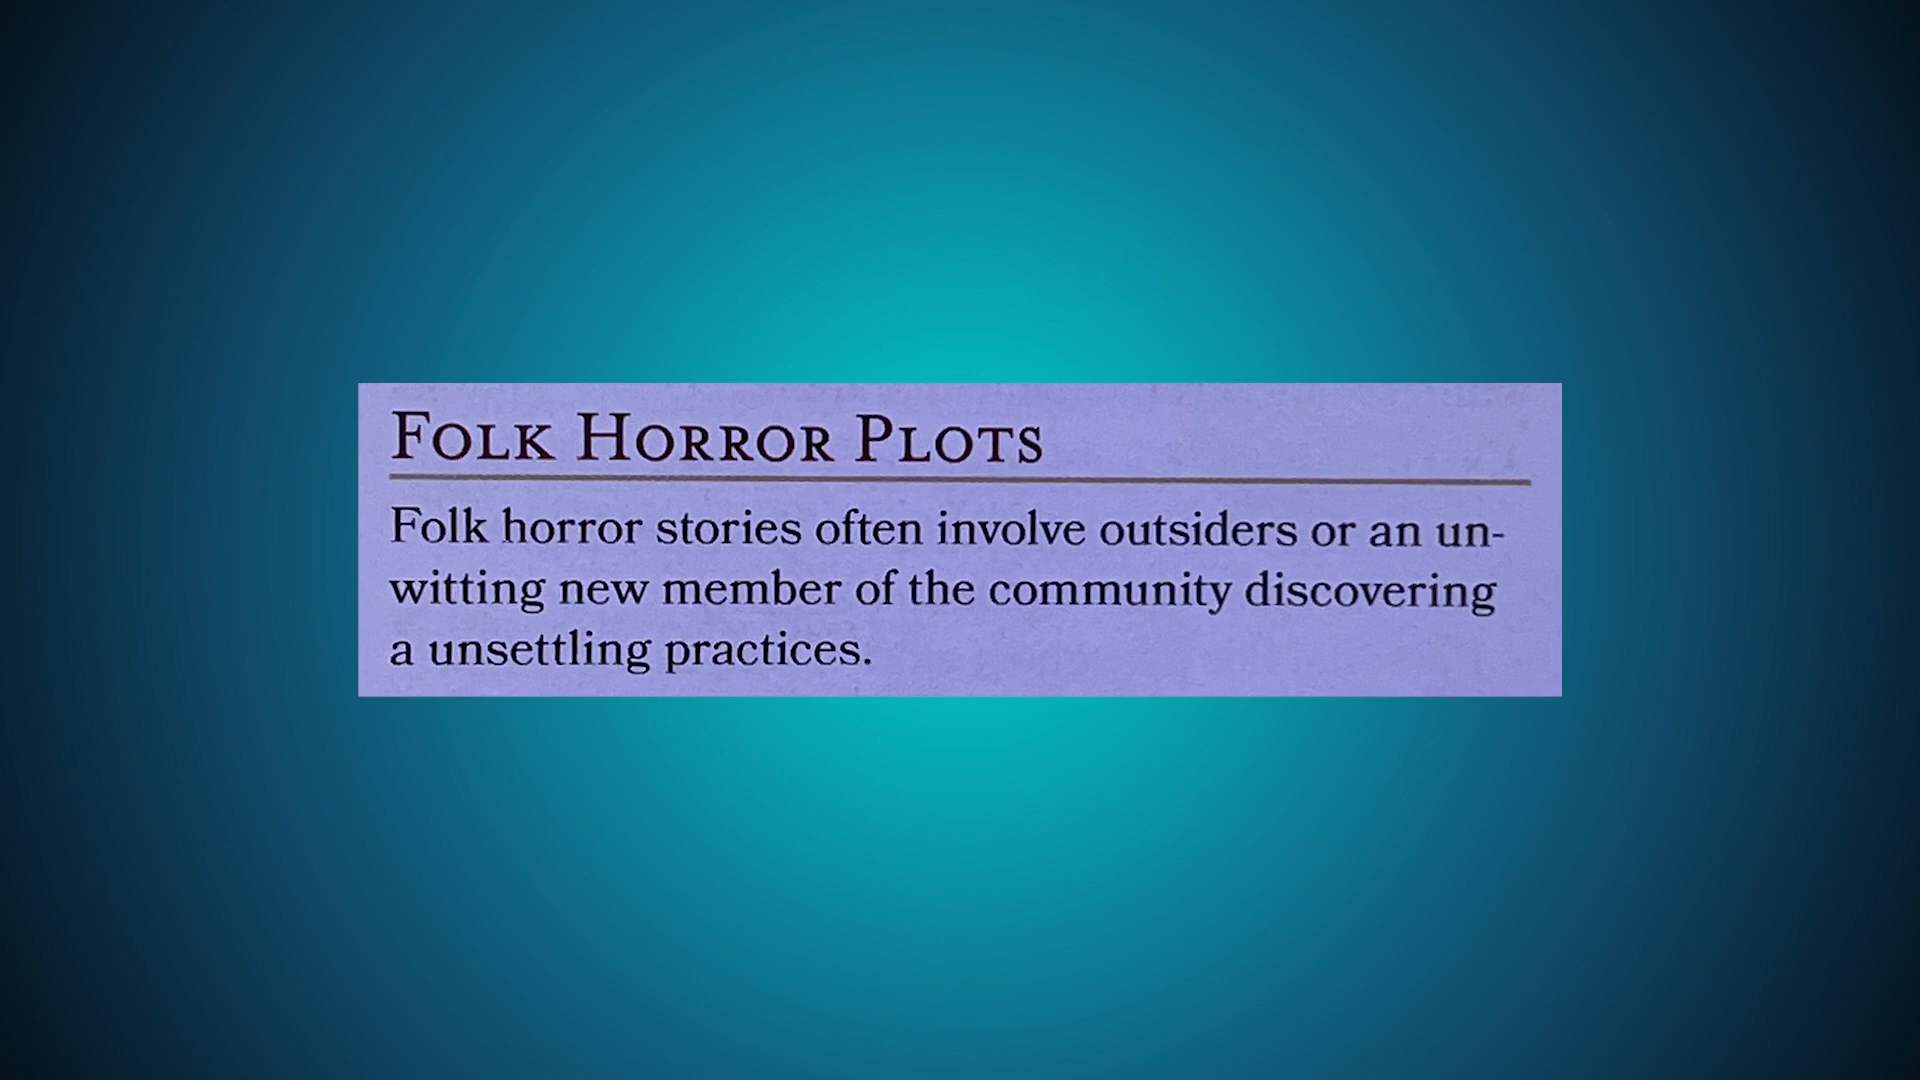 FOLK HORROR PLOTS
Folk horror stories often involve outsiders or an un-
witting new member of the community discovering
a unsettling practices.